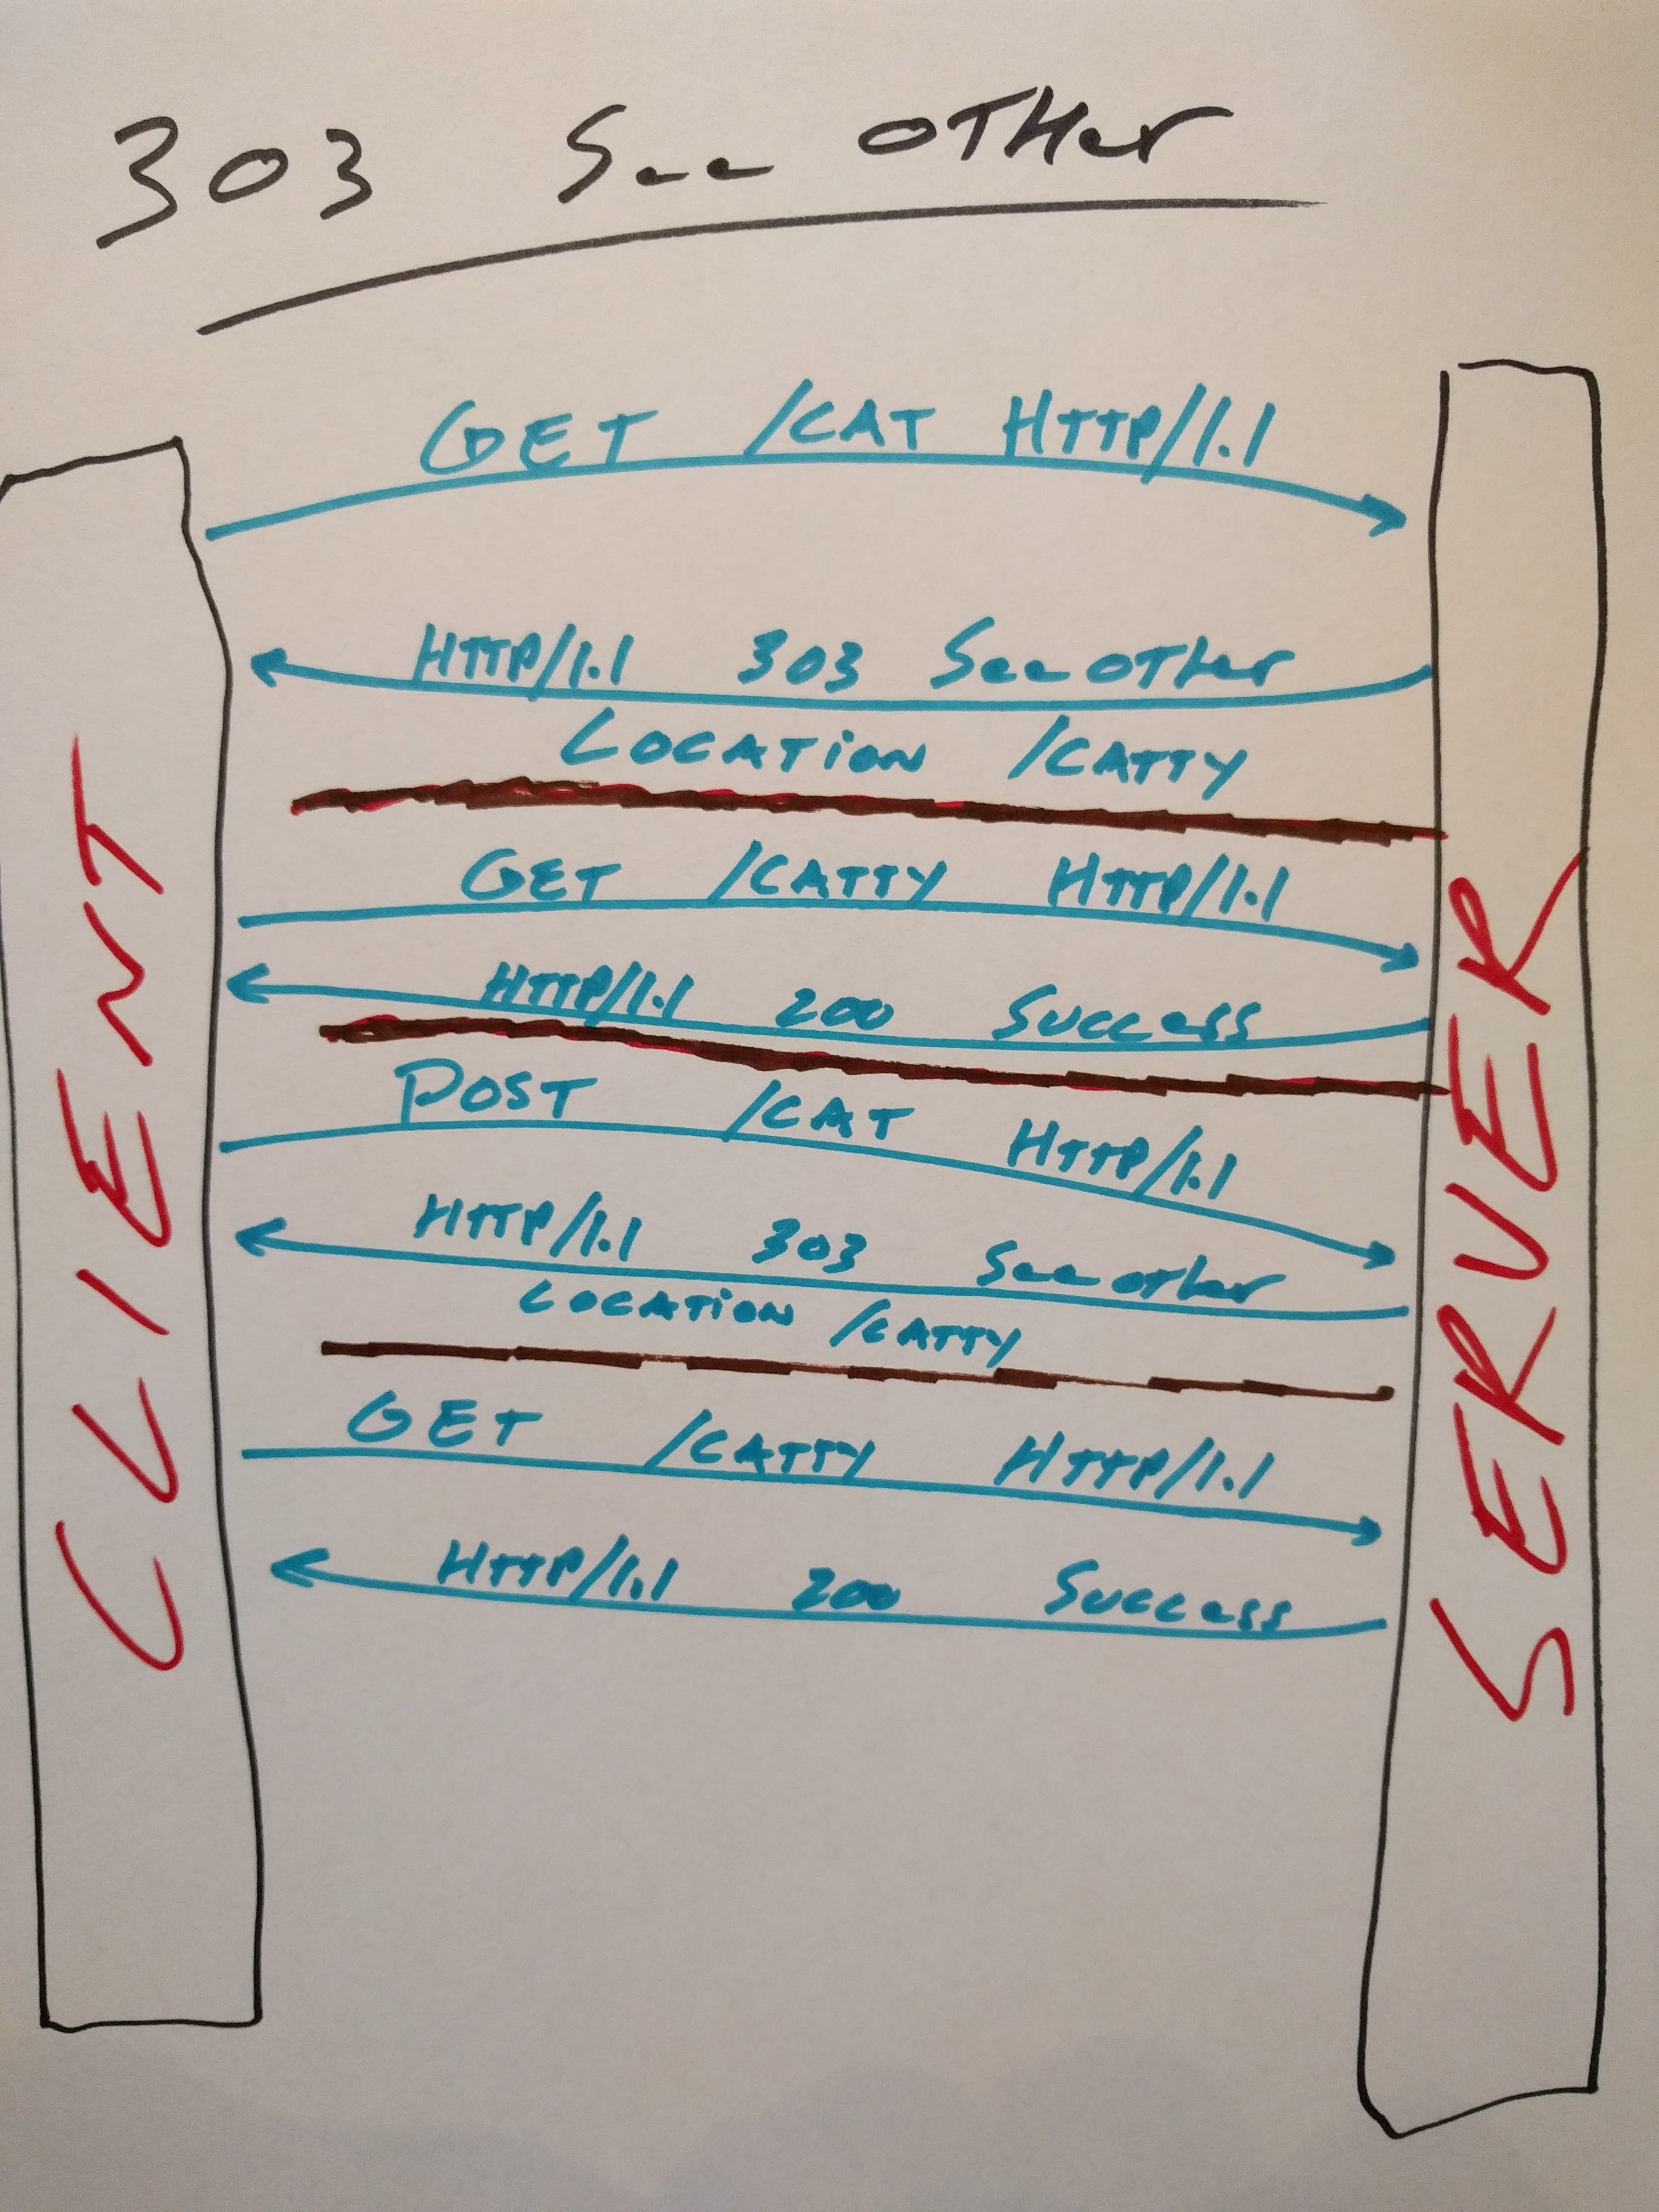 303 See OTHer
GET /CAT HTTP/1.1
HTTP/1.1 303 See OTher
LOCATiON /CATTY
GET /CATTY HTTP/1.1
HTTP/1.1 200 Success
POST /CAT HTTP/1.1
HTTP/1.1 303 See other
LOCATiON /CATTY
GET /CATTY HTTP/1.1
HTTP/1.1 200 Success
CLIENT
SERVER